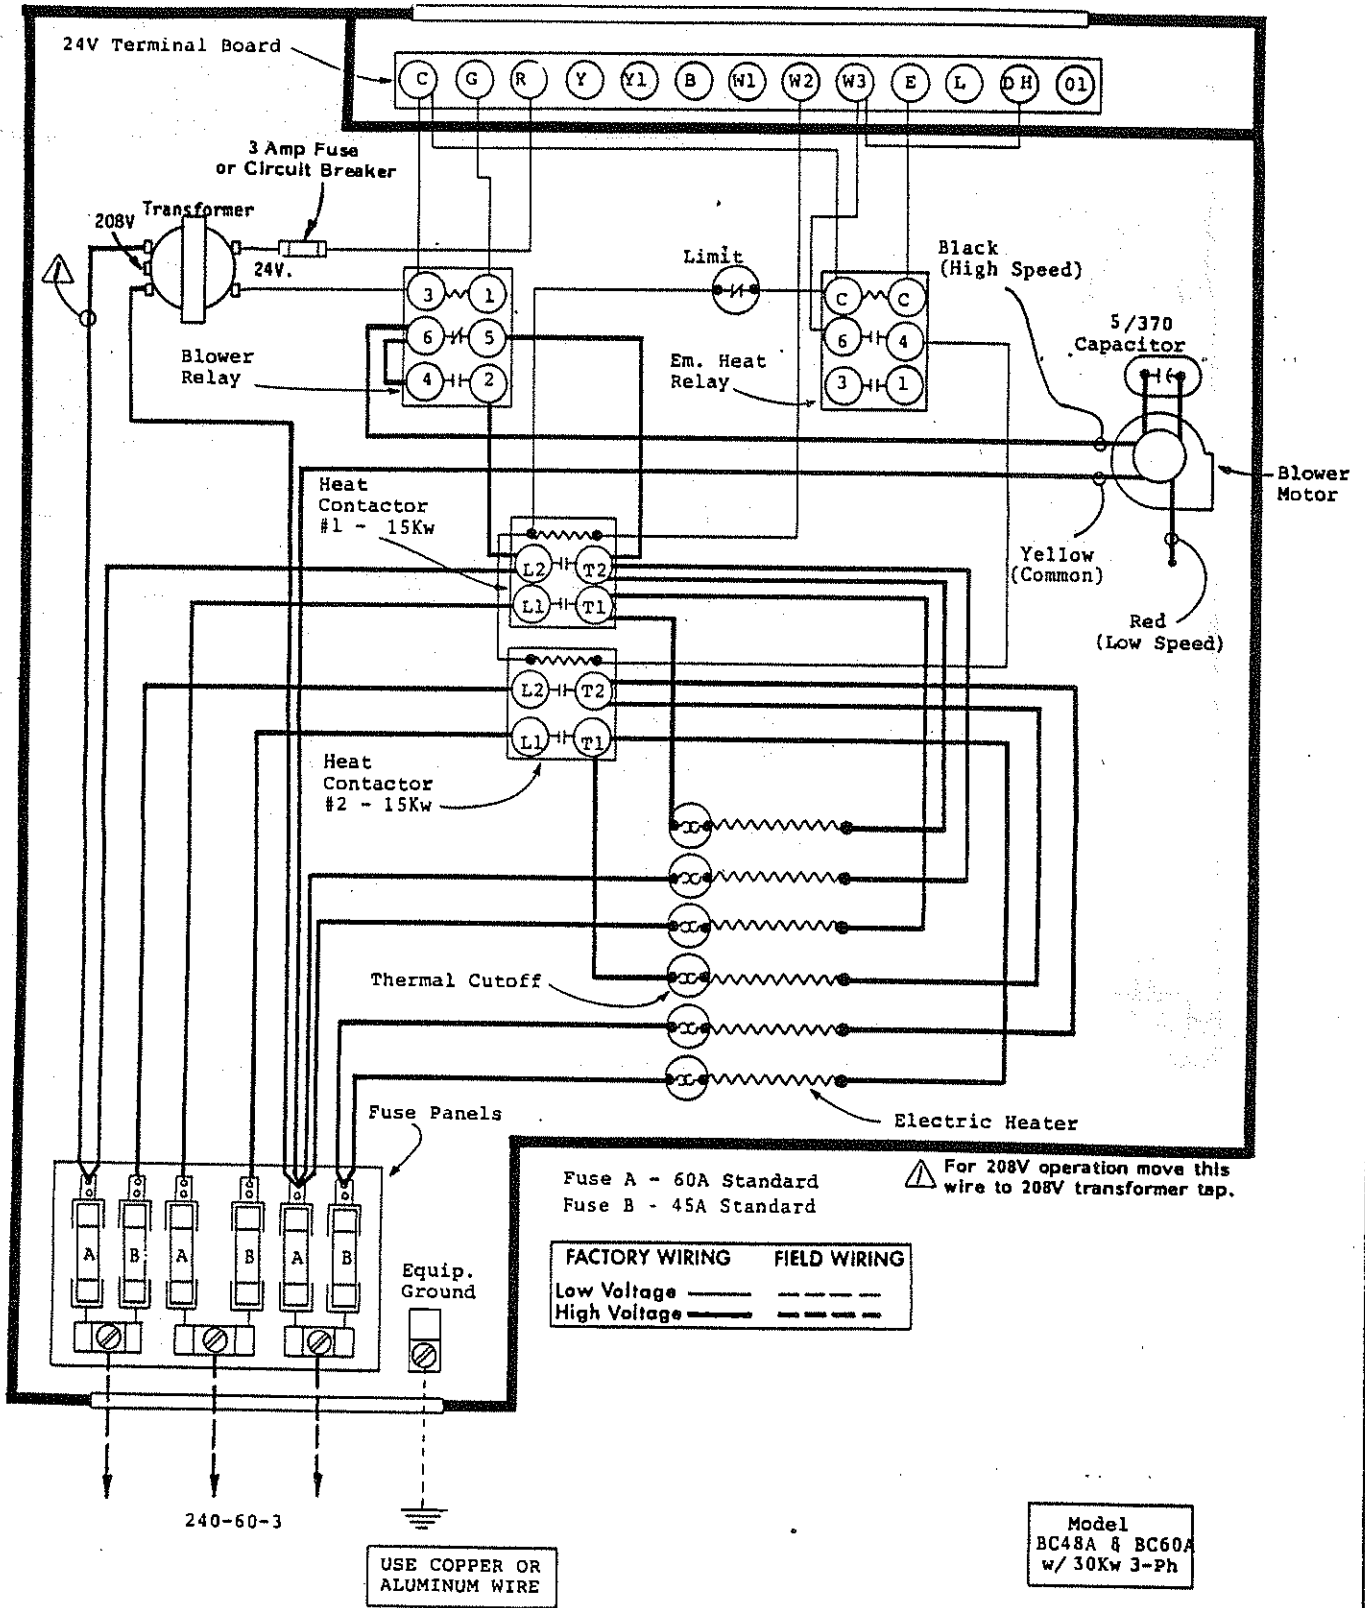 24V Terminal Board
C G R Y Y1 B W1 W2 W3 E L DH O1
3 Amp Fuse
or Circuit Breaker
Transformer
208V
24V.
Limit
Black
(High Speed)
5/370
Capacitor
3 1
6 5
4 2
C C
6 4
3 1
Blower
Relay
Em. Heat
Relay
Blower
Motor
Heat
Contactor
#1 - 15Kw
L2 T2
L1 T1
Yellow
(Common)
Red
(Low Speed)
L2 T2
L1 T1
Heat
Contactor
#2 - 15Kw
Thermal Cutoff
Electric Heater
Fuse Panels
A B A B A B
Fuse A - 60A Standard
Fuse B - 45A Standard
For 208V operation move this
wire to 208V transformer tap.
FACTORY WIRING FIELD WIRING
Low Voltage
High Voltage
Equip.
Ground
240-60-3
USE COPPER OR
ALUMINUM WIRE
Model
BC48A & BC60A
w/ 30Kw 3-Ph